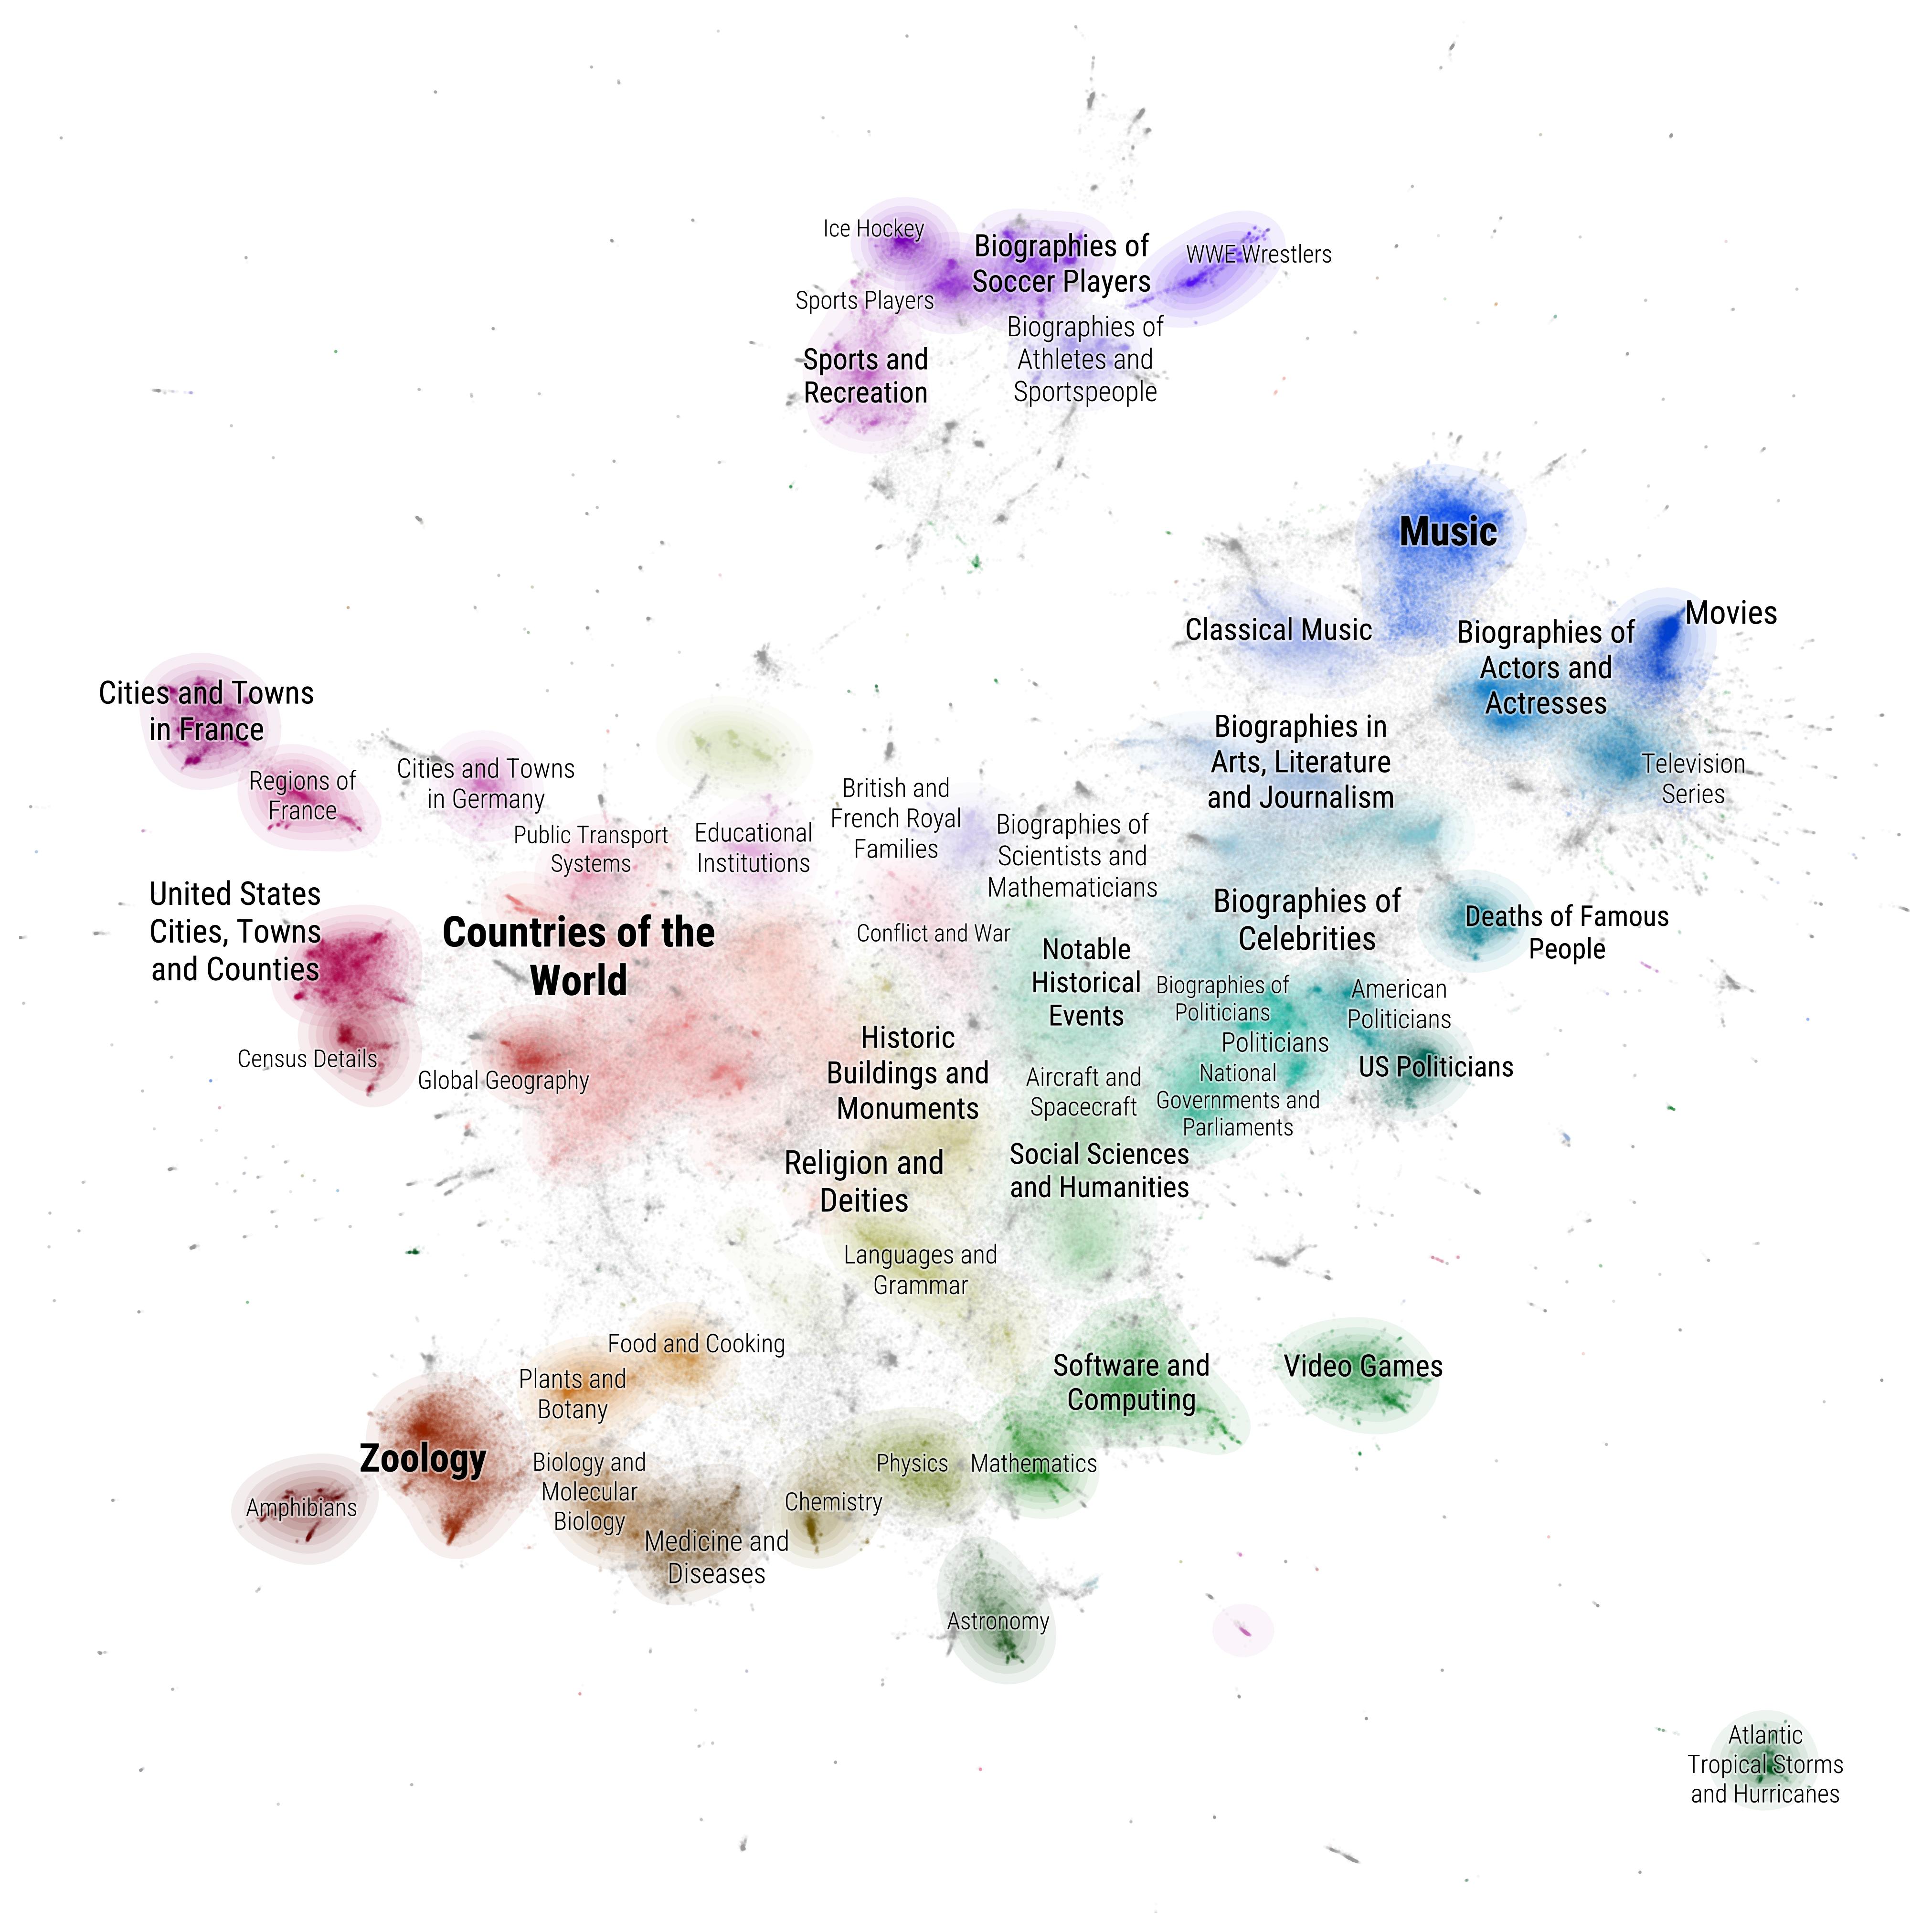 Ice Hockey
Biographies of
Soccer Players
WWE Wrestlers
Sports Players
Biographies of
Athletes and
Sportspeople
Sports and
Recreation
Music
Classical Music
Biographies of
Actors and
Actresses
Movies
Cities and Towns
in France
Regions of
France
Cities and Towns
in Germany
Public Transport
Systems
Educational
Institutions
British and
French Royal
Families
Biographies of
Scientists and
Mathematicians
Biographies in
Arts, Literature
and Journalism
Television
Series
United States
Cities, Towns
and Counties
Countries of the
World
Conflict and War
Notable
Historical
Events
Biographies of
Celebrities
Deaths of Famous
People
Biographies of
Politicians
American
Politicians
Politicians
Census Details
Global Geography
Historic
Buildings and
Monuments
Aircraft and
Spacecraft
National
Governments and
Parliaments
US Politicians
Religion and
Deities
Social Sciences
and Humanities
Languages and
Grammar
Food and Cooking
Plants and
Botany
Software and
Computing
Video Games
Zoology
Amphibians
Biology and
Molecular
Biology
Medicine and
Diseases
Chemistry
Physics
Mathematics
Astronomy
Atlantic
Tropical Storms
and Hurricanes